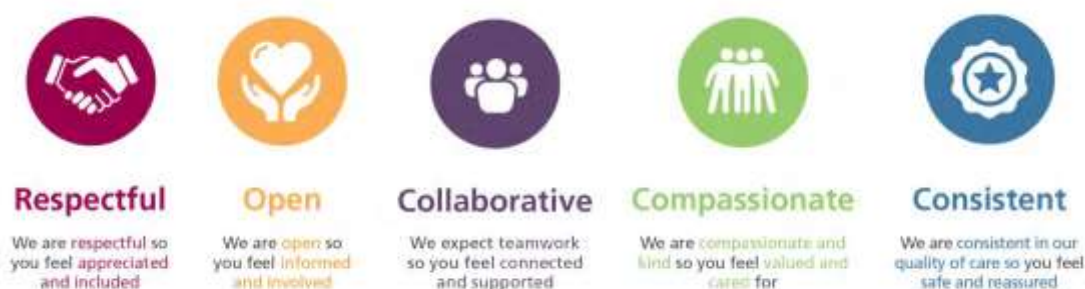 Respectful
We are respectful so
you feel appreciated
and included
Open
We are open so
you feel informed
and involved
Collaborative
We expect teamwork
so you feel connected
and supported
Compassionate
We are compassionate and
kind so you feel valued and
cared for
Consistent
We are consistent in our
quality of care so you feel
safe and reassured